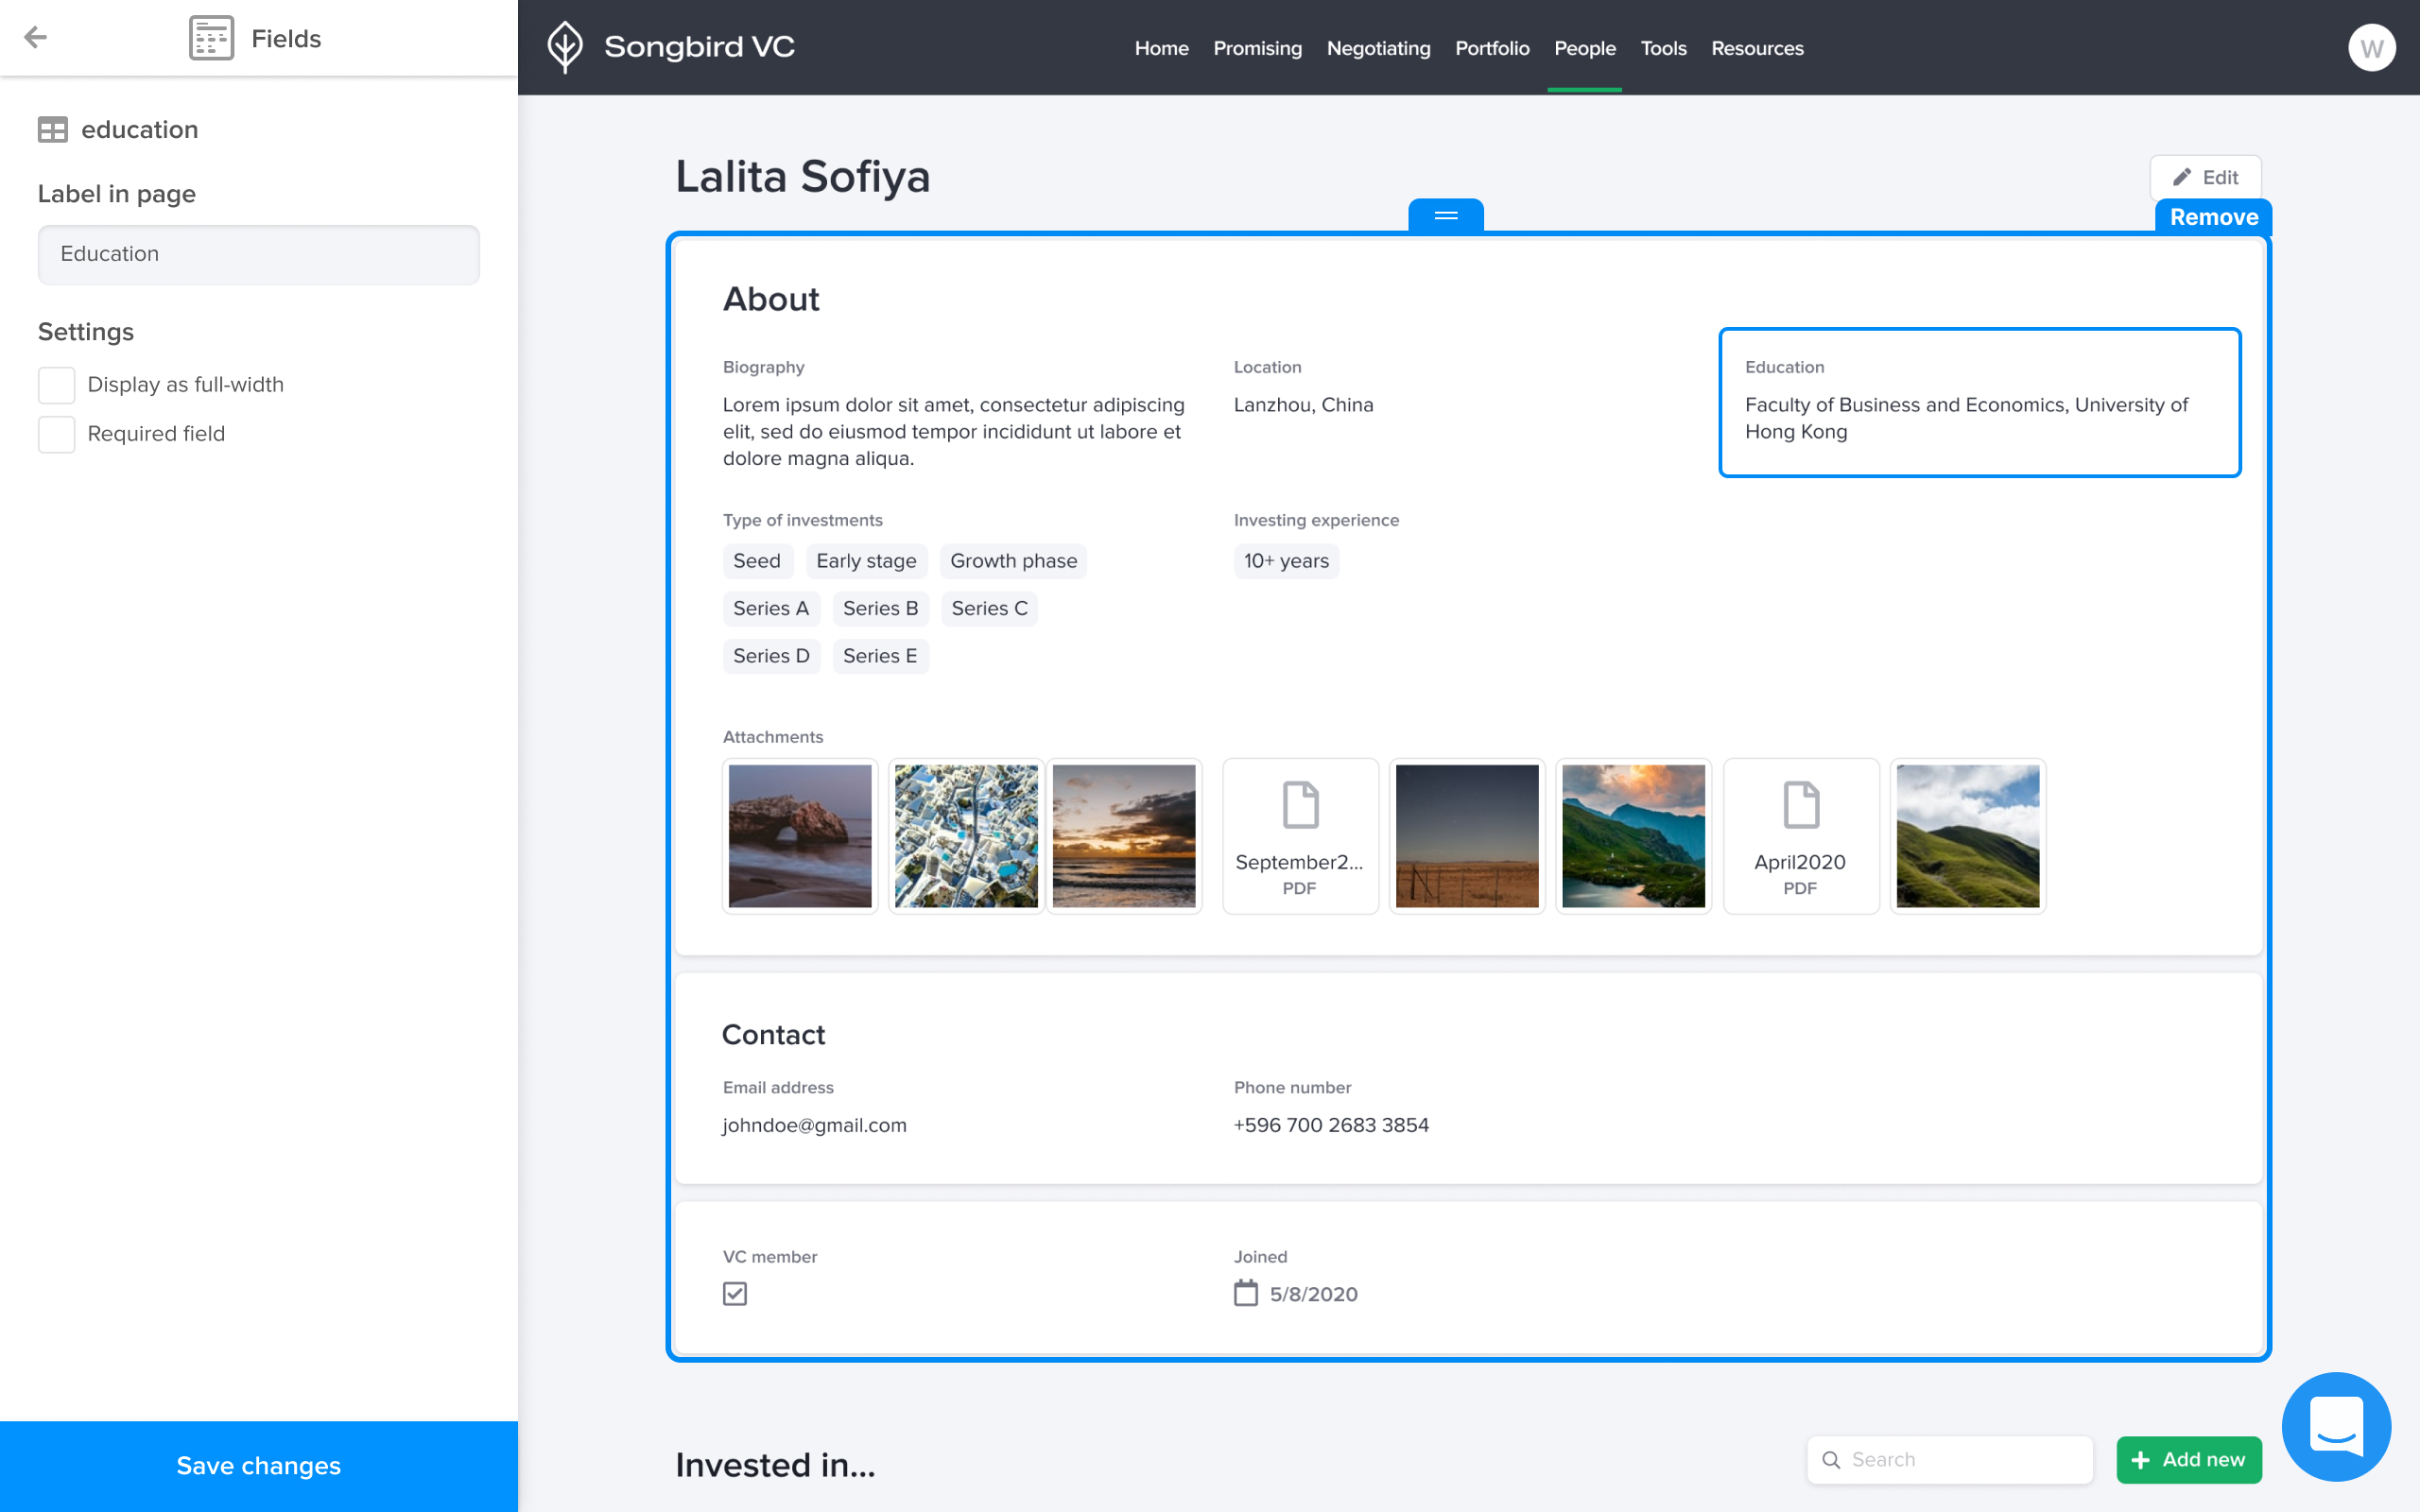 Fields
education
Label in page
Education
Settings
Display as full-width
Required field
Save changes
Songbird VC
Home Promising Negotiating Portfolio People Tools Resources
W
Lalita Sofiya
Edit
Remove
About
Biography
Lorem ipsum dolor sit amet, consectetur adipiscing
elit, sed do eiusmod tempor incididunt ut labore et
dolore magna aliqua.
Location
Lanzhou, China
Education
Faculty of Business and Economics, University of
Hong Kong
Type of investments
Seed Early stage Growth phase
Series A Series B Series C
Series D Series E
Investing experience
10+ years
Attachments
September2...
PDF
April2020
PDF
Contact
Email address
johndoe@gmail.com
Phone number
+596 700 2683 3854
VC member
Joined
5/8/2020
Invested in...
Search
Add new